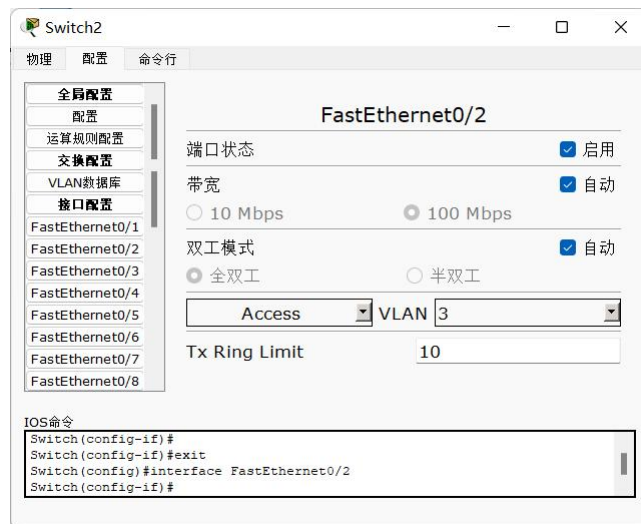 Switch2
物理 配置 命令行
全局配置
配置
运算规则配置
交换配置
VLAN数据库
接口配置
FastEthernet0/1
FastEthernet0/2
FastEthernet0/3
FastEthernet0/4
FastEthernet0/5
FastEthernet0/6
FastEthernet0/7
FastEthernet0/8
FastEthernet0/2
端口状态 启用
带宽 自动
10 Mbps 100 Mbps
双工模式 自动
全双工 半双工
Access VLAN 3
Tx Ring Limit 10
IOS命令
Switch(config-if)#
Switch(config-if)#exit
Switch(config)#interface FastEthernet0/2
Switch(config-if)#